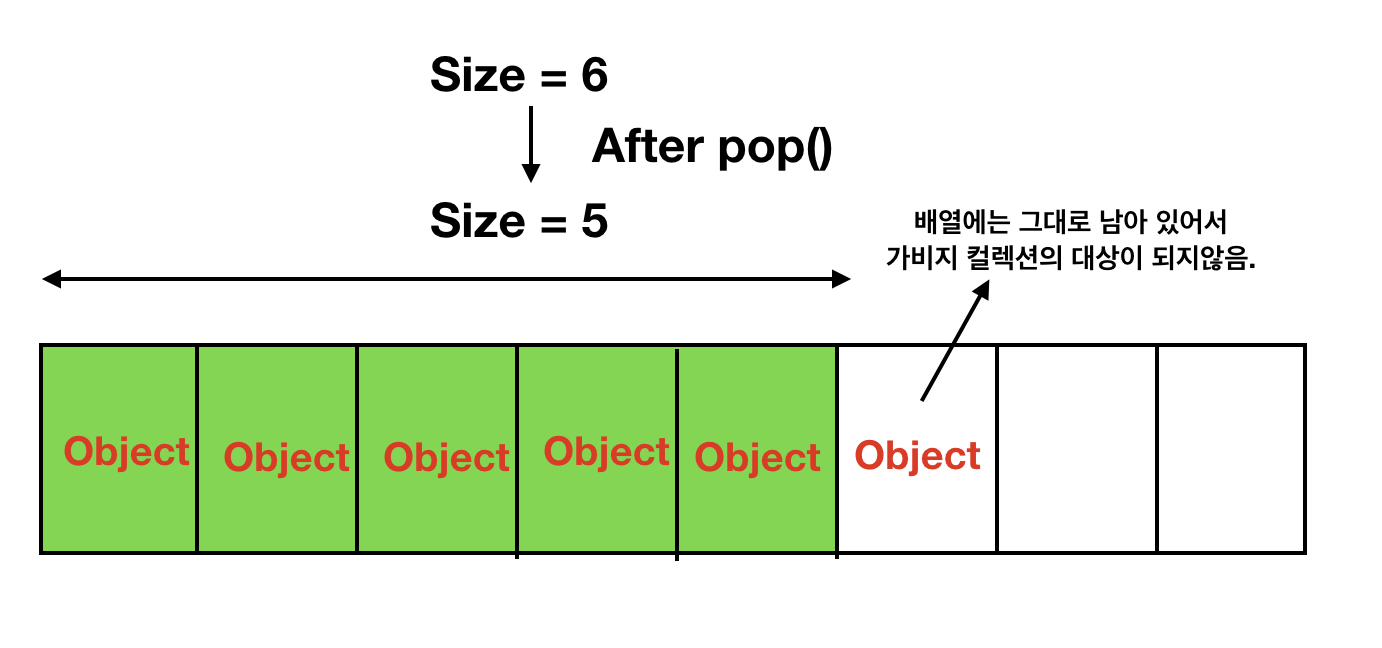 Size = 6
After pop()
Size = 5
배열에는 그대로 남아 있어서
가비지 컬렉션의 대상이 되지않음.
Object
Object
Object
Object
Object
Object